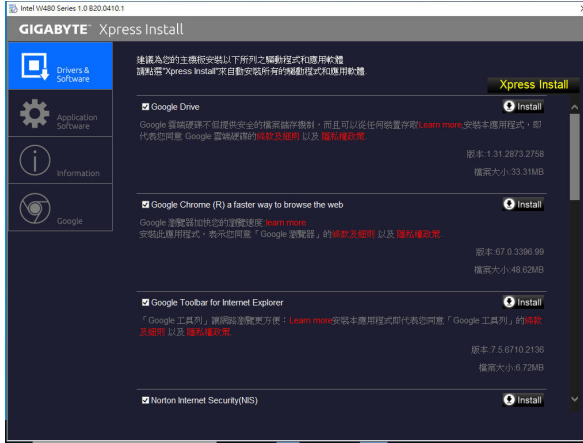 Intel W480 Series 1.0 B20.0410.1
GIGABYTE™ Xpress Install
Drivers & Software
Application Software
Information
Google
建議為您的主機板安裝以下所列之驅動程式和應用軟體
請點選"Xpress Install"來自動安裝所有的驅動程式和應用軟體.
Xpress Install
Google Drive
Install
Google 雲端硬碟不但提供安全的檔案儲存機制，而且可以從任何裝置存取Learn more,安裝本應用程式，即
代表您同意 Google 雲端硬碟的條款及細則 以及 隱私權政策.
版本:1.31.2873.2758
檔案大小:33.31MB
Google Chrome (R) a faster way to browse the web
Install
Google 瀏覽器加快您的瀏覽速度.learn more
安裝此應用程式，表示您同意「Google 瀏覽器」的條款及細則 以及 隱私權政策.
版本:67.0.3396.99
檔案大小:48.62MB
Google Toolbar for Internet Explorer
Install
「Google 工具列」讓網路瀏覽更方便：Learn more安裝本應用程式即代表您同意「Google 工具列」的條款
及細則 以及 隱私權政策.
版本:7.5.6710.2136
檔案大小:6.72MB
Norton Internet Security(NIS)
Install